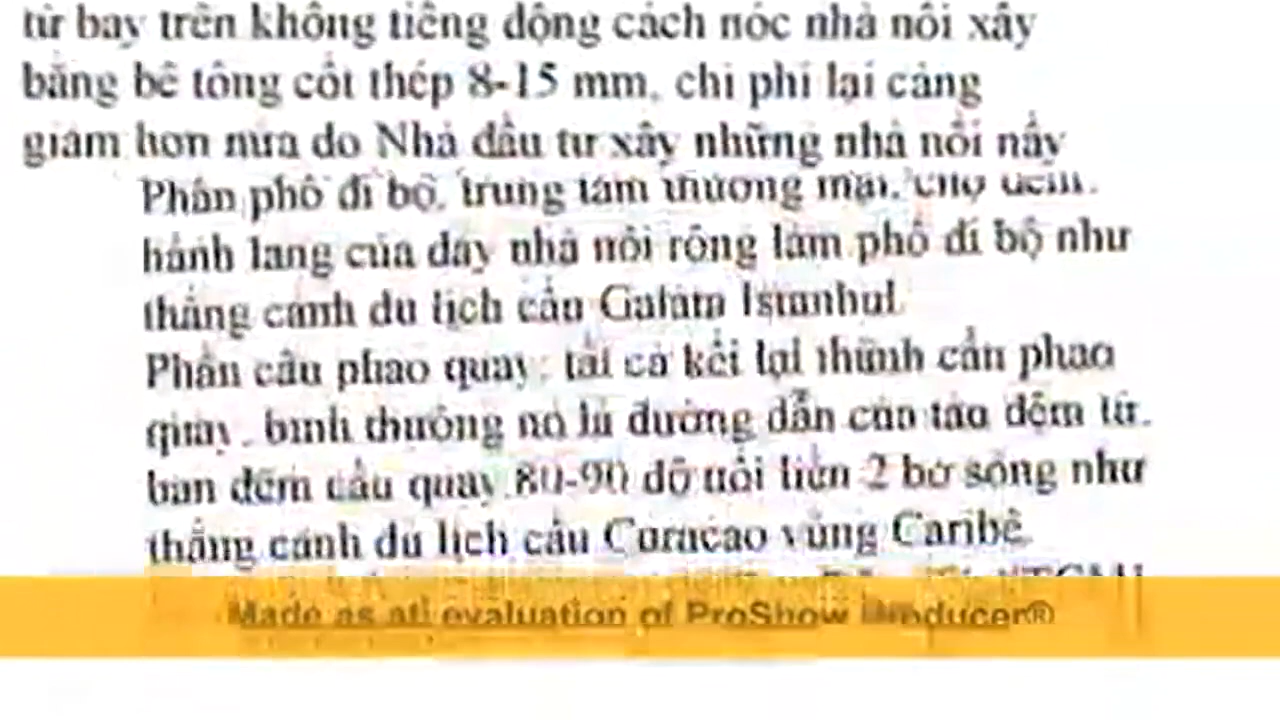 từ bay trên không tiếng động cách nóc nhà nổi xây
bằng bê tông cốt thép 8-15 mm, chi phí lại càng
giảm hơn nữa do Nhà đầu tư xây những nhà nổi nầy
Phần phố đi bộ, trung tâm thương mại, chợ đêm.
hành lang của dãy nhà nổi rộng làm phố đi bộ như
thắng cảnh du lịch cầu Galata Istanbul
Phần cầu phao quay; tất cả kết lại thành cầu phao
quay, bình thường nó là đường dẫn của tàu đệm từ.
ban đêm cầu quay 80-90 độ nối liền 2 bờ sông như
thắng cảnh du lịch cầu Curacao vùng Caribê.
Made as an evaluation of ProShow Producer®